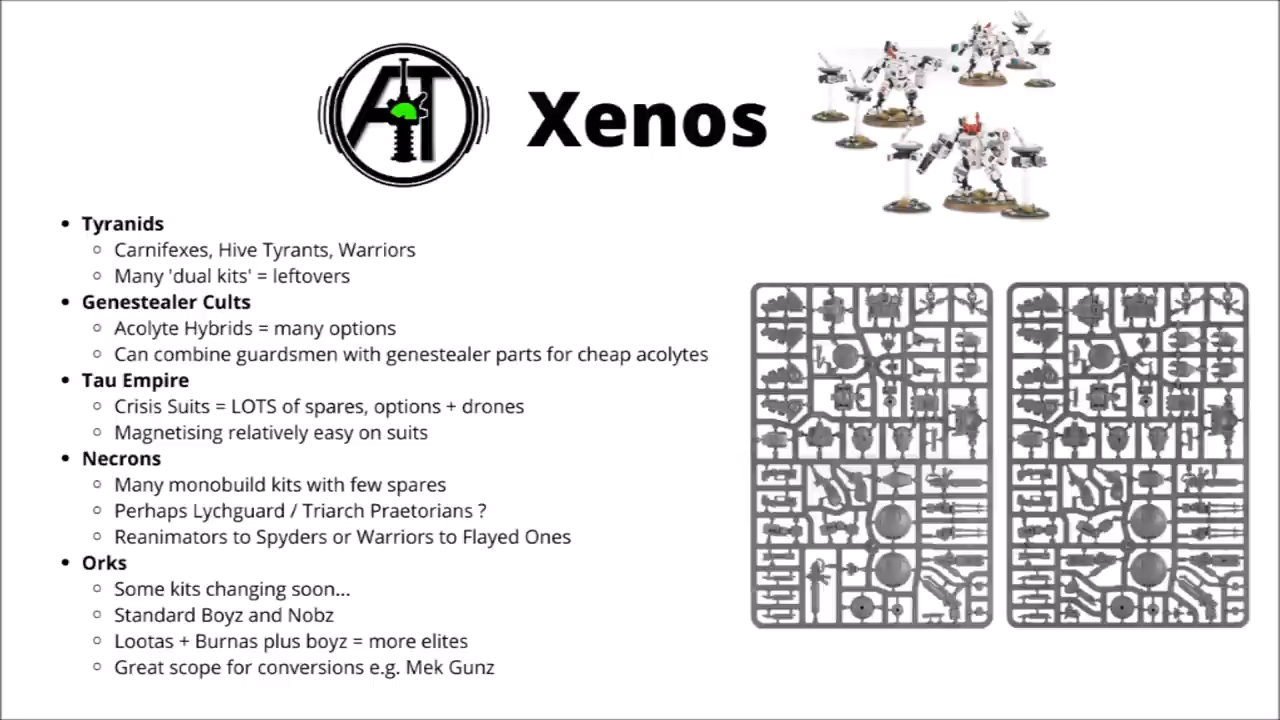 AT
Xenos
• Tyranids
◦ Carnifexes, Hive Tyrants, Warriors
◦ Many 'dual kits' = leftovers
• Genestealer Cults
◦ Acolyte Hybrids = many options
◦ Can combine guardsmen with genestealer parts for cheap acolytes
• Tau Empire
◦ Crisis Suits = LOTS of spares, options + drones
◦ Magnetising relatively easy on suits
• Necrons
◦ Many monobuild kits with few spares
◦ Perhaps Lychguard / Triarch Praetorians ?
◦ Reanimators to Spyders or Warriors to Flayed Ones
• Orks
◦ Some kits changing soon...
◦ Standard Boyz and Nobz
◦ Lootas + Burnas plus boyz = more elites
◦ Great scope for conversions e.g. Mek Gunz